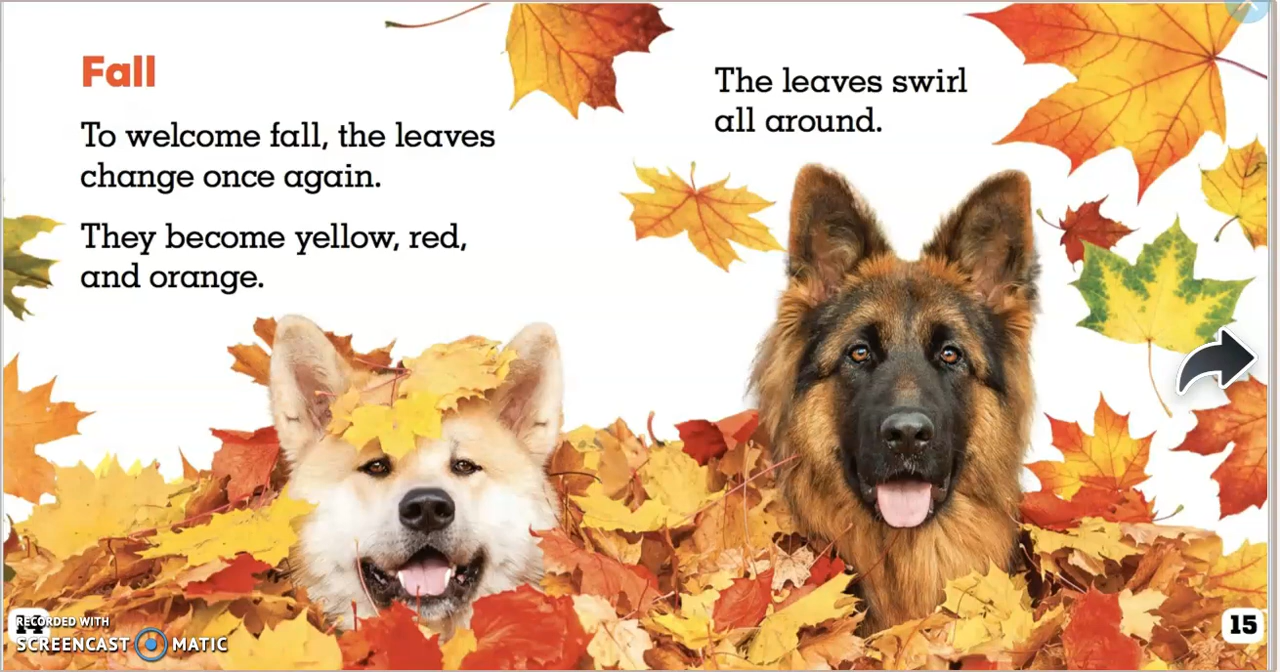 Fall
To welcome fall, the leaves
change once again.
They become yellow, red,
and orange.
The leaves swirl
all around.
RECORDED WITH
SCREENCAST MATIC
15